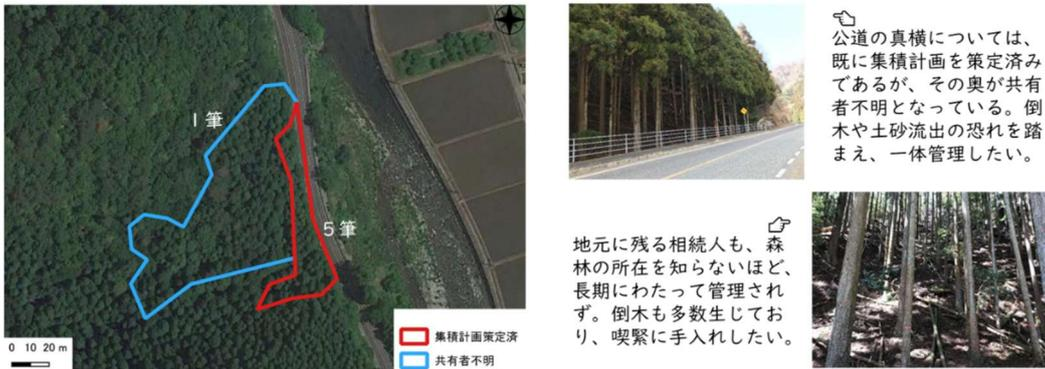 1筆
5筆
0 10 20 m
集積計画策定済
共有者不明
公道の真横については、
既に集積計画を策定済み
であるが、その奥が共有
者不明となっている。倒
木や土砂流出の恐れを踏
まえ、一体管理したい。
地元に残る相続人も、森
林の所在を知らないほど、
長期にわたって管理され
ず。倒木も多数生じてお
り、喫緊に手入れしたい。